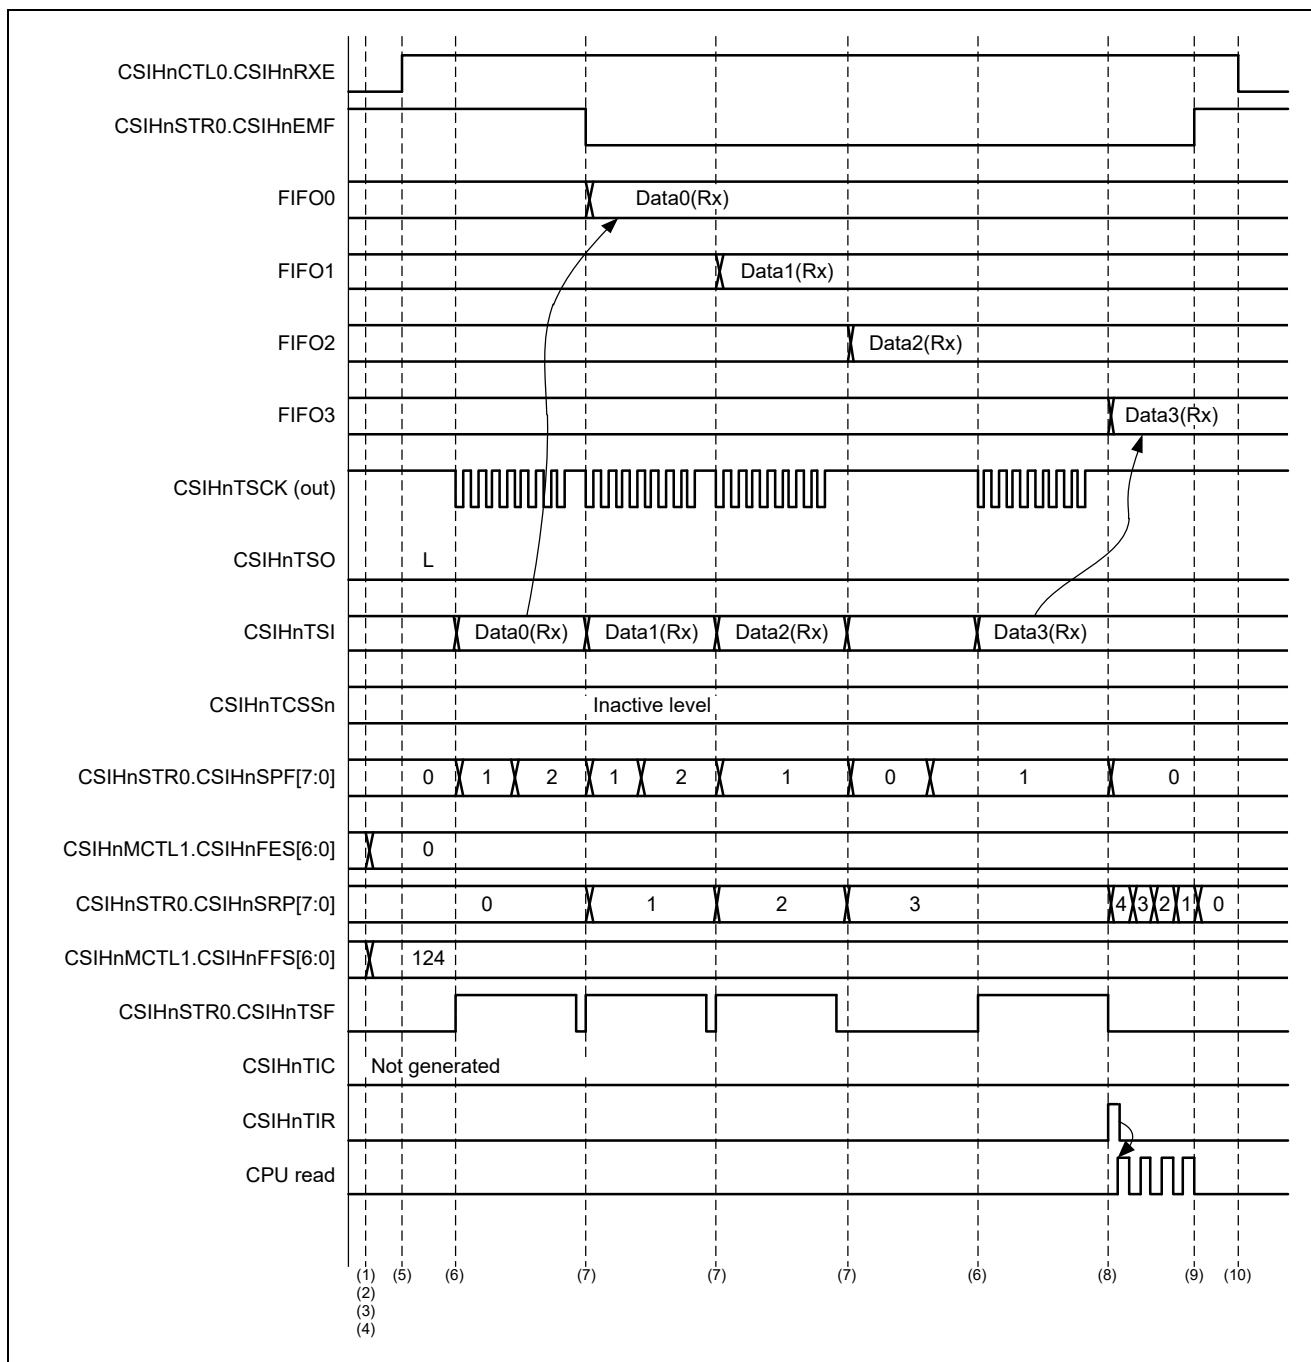 CSIHnCTL0.CSIHnRXE
CSIHnSTR0.CSIHnEMF
FIFO0 Data0(Rx)
FIFO1 Data1(Rx)
FIFO2 Data2(Rx)
FIFO3 Data3(Rx)
CSIHnTSCK (out)
CSIHnTSO L
CSIHnTSI Data0(Rx) Data1(Rx) Data2(Rx) Data3(Rx)
CSIHnTCSSn Inactive level
CSIHnSTR0.CSIHnSPF[7:0] 0 1 2 1 2 1 0 1 0
CSIHnMCTL1.CSIHnFES[6:0] 0
CSIHnSTR0.CSIHnSRP[7:0] 0 1 2 3 4 3 2 1 0
CSIHnMCTL1.CSIHnFFS[6:0] 124
CSIHnSTR0.CSIHnTSF
CSIHnTIC Not generated
CSIHnTIR
CPU read
(1) (5) (6) (7) (7) (7) (6) (8) (9) (10)
(2)
(3)
(4)